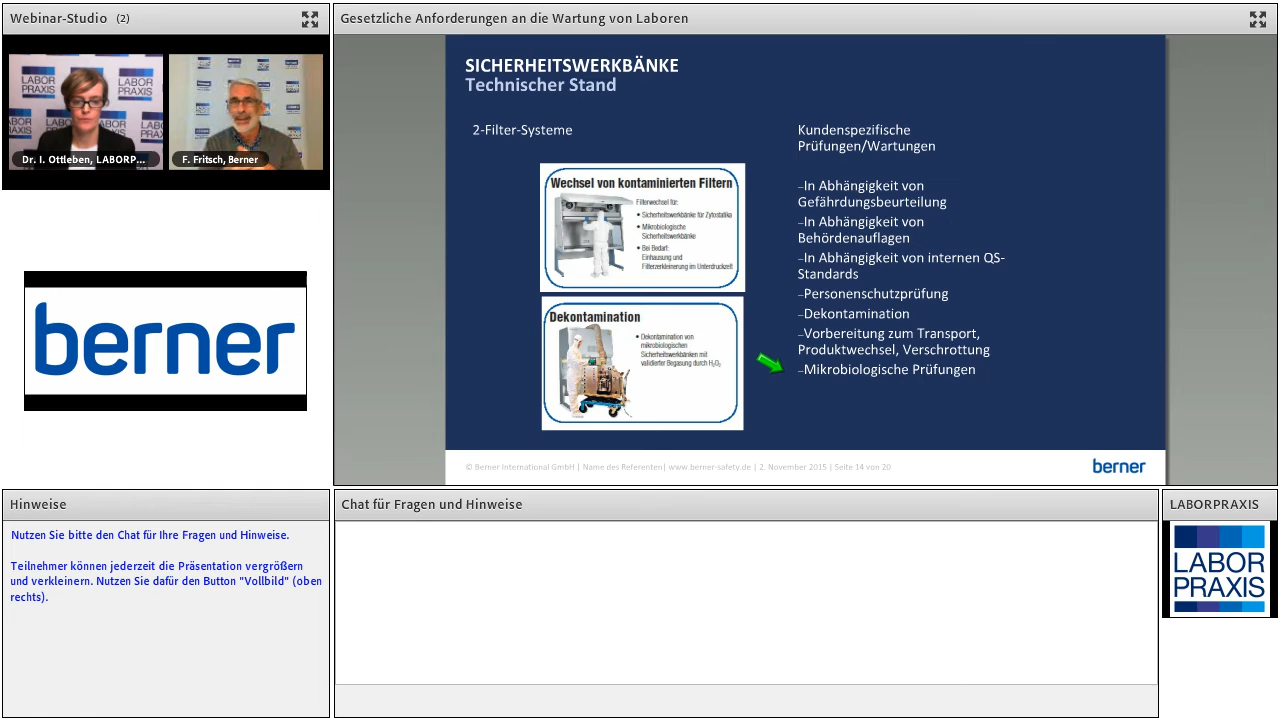 Webinar-Studio (2)
Dr. I. Ottleben, LABORP...
F. Fritsch, Berner
LABOR
PRAXIS
LABOR
PRAXIS
berner
Gesetzliche Anforderungen an die Wartung von Laboren
SICHERHEITSWERKBÄNKE
Technischer Stand
2-Filter-Systeme
Wechsel von kontaminierten Filtern
Filterwechsel für:
• Sicherheitswerkbänke für Zytostatika
• Mikrobiologische
Sicherheitswerkbänke
• Bei Bedarf:
Einhausung und
Filterzerkleinerung im Unterdruckzelt
Dekontamination
• Dekontamination von
mikrobiologischen
Sicherheitswerkbänken mit
validierter Begasung durch H₂O₂
Kundenspezifische
Prüfungen/Wartungen
–In Abhängigkeit von
Gefährdungsbeurteilung
–In Abhängigkeit von
Behördenauflagen
–In Abhängigkeit von internen QS-
Standards
–Personenschutzprüfung
–Dekontamination
–Vorbereitung zum Transport,
Produktwechsel, Verschrottung
–Mikrobiologische Prüfungen
© Berner International GmbH | Name des Referenten| www.berner-safety.de | 2. November 2015 | Seite 14 von 20
berner
Hinweise
Nutzen Sie bitte den Chat für Ihre Fragen und Hinweise.
Teilnehmer können jederzeit die Präsentation vergrößern
und verkleinern. Nutzen Sie dafür den Button "Vollbild" (oben
rechts).
Chat für Fragen und Hinweise
LABORPRAXIS
LABOR
PRAXIS